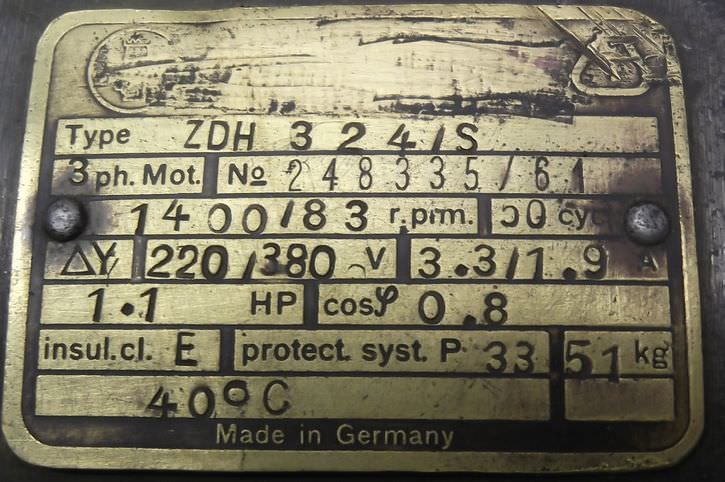 Type ZDH 324/S
3 ph. Mot. No 248335/61
1400/83 r.p.m. 50 cyc
ΔY 220/380 ~V 3.3/1.9 A
1.1 HP cosφ 0.8
insul.cl. E protect. syst. P 33 51 kg
40°C
Made in Germany